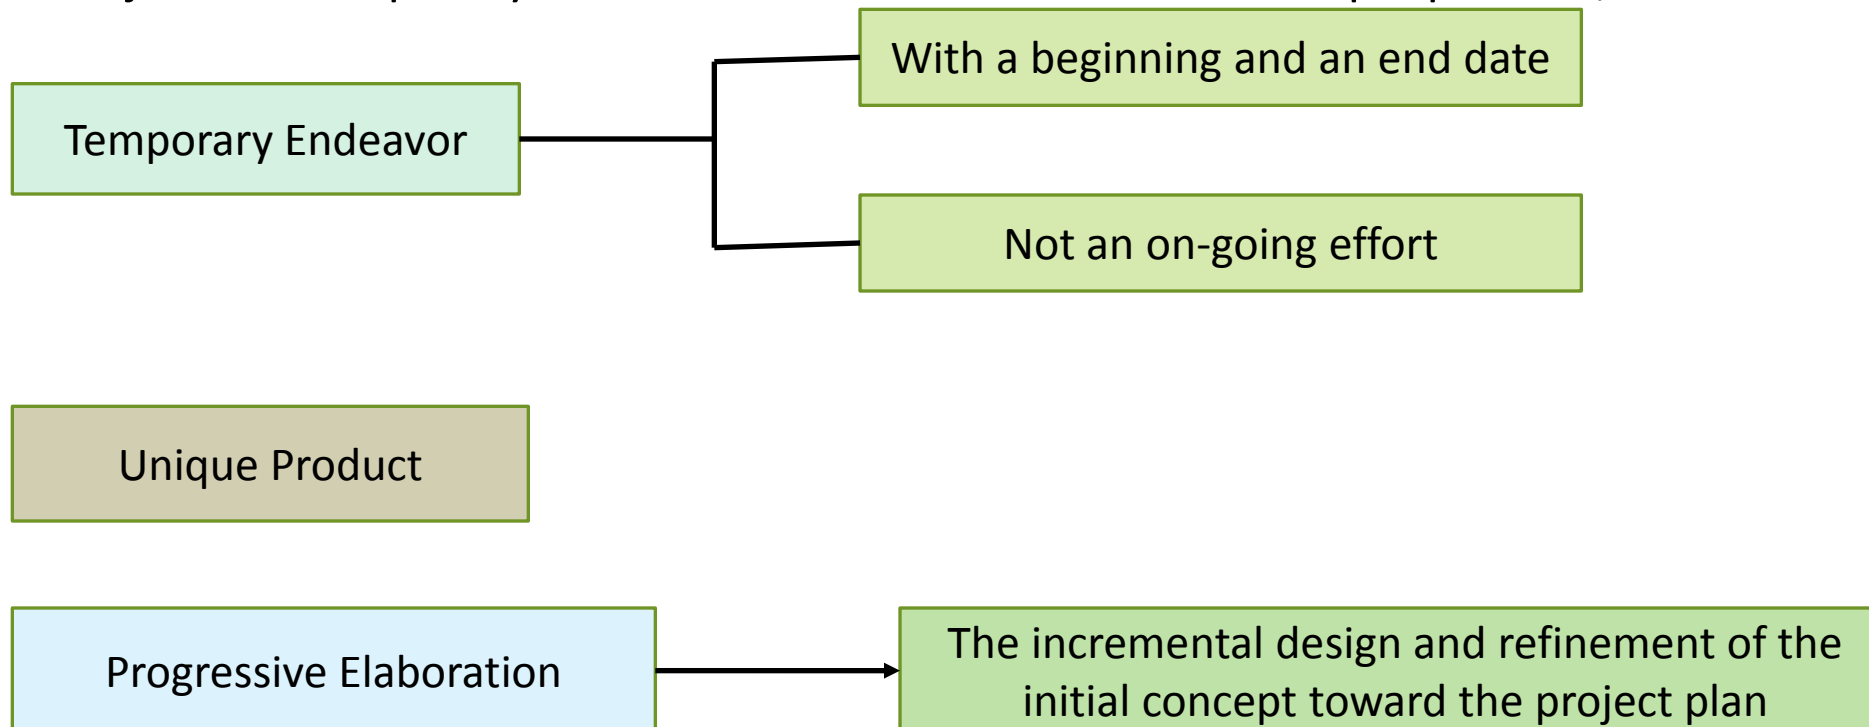 With a beginning and an end date
Temporary Endeavor
Not an on-going effort
Unique Product
Progressive Elaboration
The incremental design and refinement of the
initial concept toward the project plan